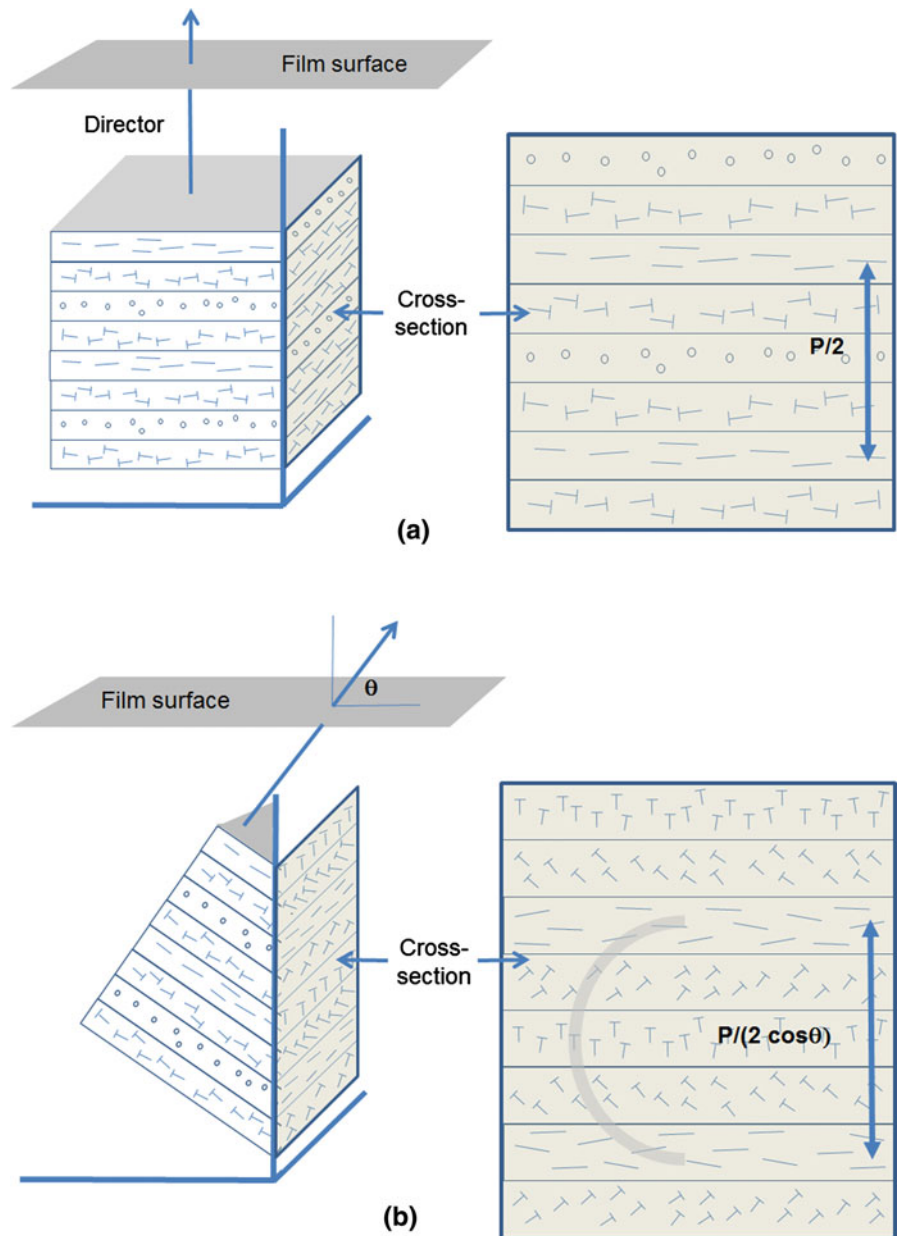 Film surface
Director
Cross-
section
P/2
(a)
Film surface
θ
Cross-
section
P/(2 cosθ)
(b)